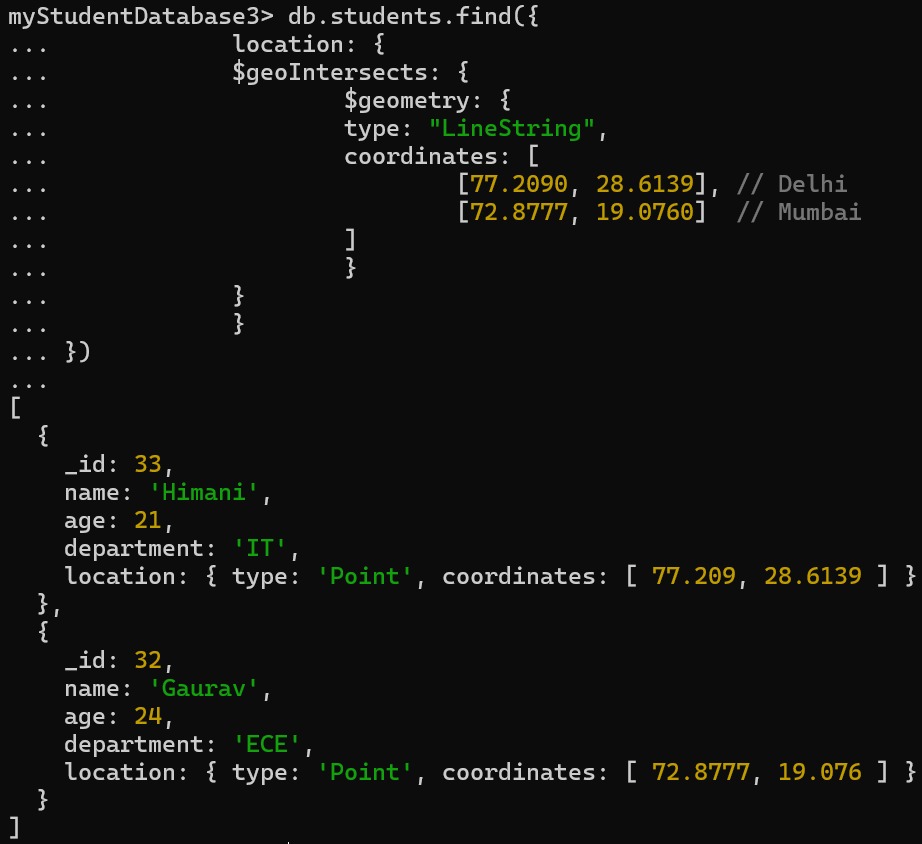 myStudentDatabase3> db.students.find({
...             location: {
...             $geoIntersects: {
...                     $geometry: {
...                     type: "LineString",
...                     coordinates: [
...                             [77.2090, 28.6139], // Delhi
...                             [72.8777, 19.0760]  // Mumbai
...                     ]
...                     }
...             }
...             }
... })
...
[
  {
    _id: 33,
    name: 'Himani',
    age: 21,
    department: 'IT',
    location: { type: 'Point', coordinates: [ 77.209, 28.6139 ] }
  },
  {
    _id: 32,
    name: 'Gaurav',
    age: 24,
    department: 'ECE',
    location: { type: 'Point', coordinates: [ 72.8777, 19.076 ] }
  }
]